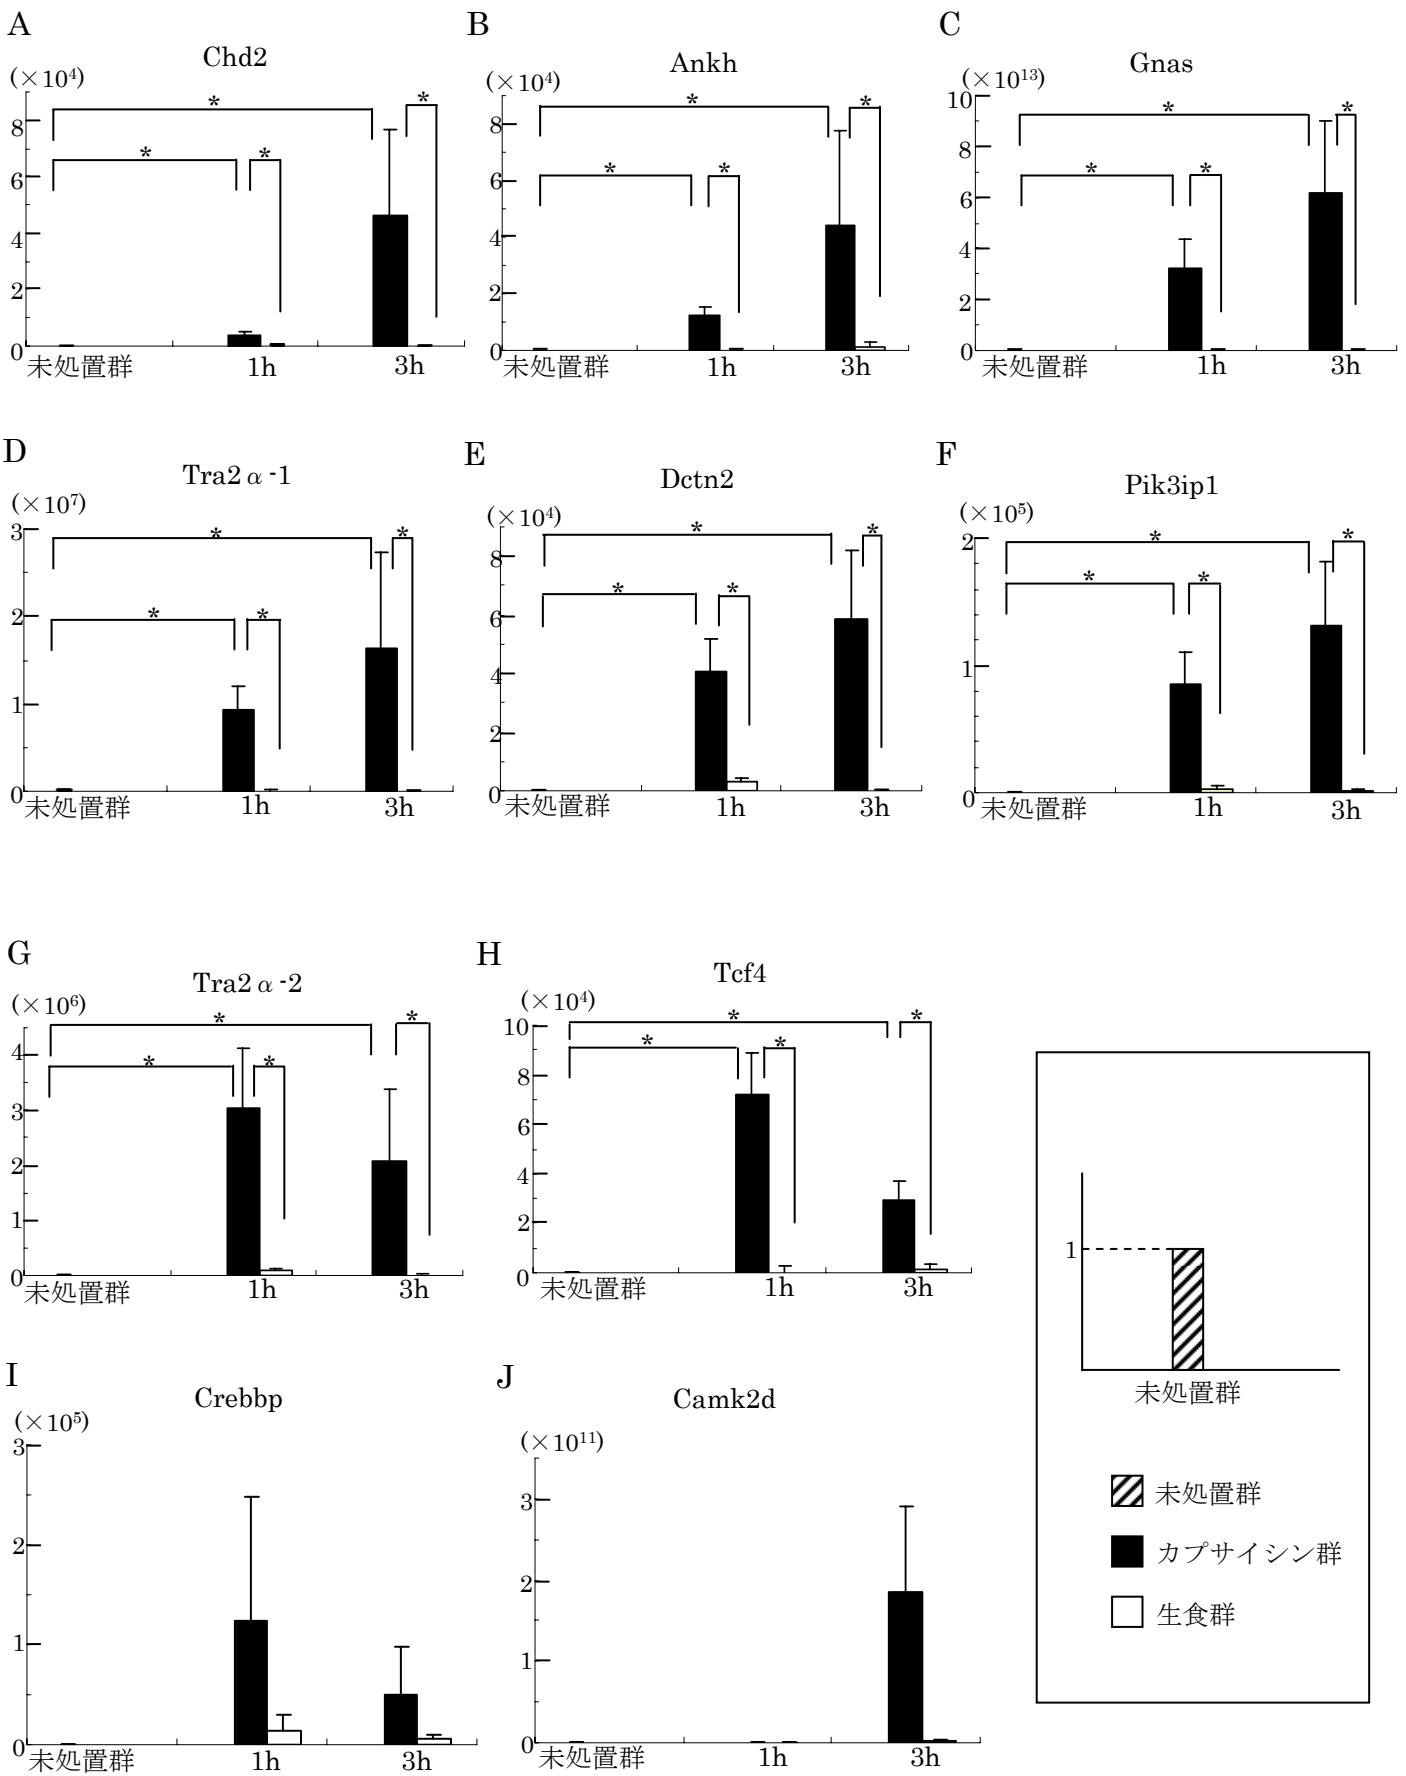 A
Chd2
(×10⁴)
8
6
4
2
0
* * * *
未処置群 1h 3h
B
Ankh
(×10⁴)
8
6
4
2
0
* * * *
未処置群 1h 3h
C
Gnas
(×10¹³)
10
8
6
4
2
0
* * * *
未処置群 1h 3h
D
Tra2α-1
(×10⁷)
3
2
1
0
* * * *
未処置群 1h 3h
E
Dctn2
(×10⁴)
8
6
4
2
0
* * * *
未処置群 1h 3h
F
Pik3ip1
(×10⁵)
2
1
0
* * * *
未処置群 1h 3h
G
Tra2α-2
(×10⁶)
4
3
2
1
0
* * * *
未処置群 1h 3h
H
Tcf4
(×10⁴)
10
8
6
4
2
0
* * * *
未処置群 1h 3h
I
Crebbp
(×10⁵)
3
2
1
0
未処置群 1h 3h
J
Camk2d
(×10¹¹)
3
2
1
0
未処置群 1h 3h
1
未処置群
未処置群
カプサイシン群
生食群